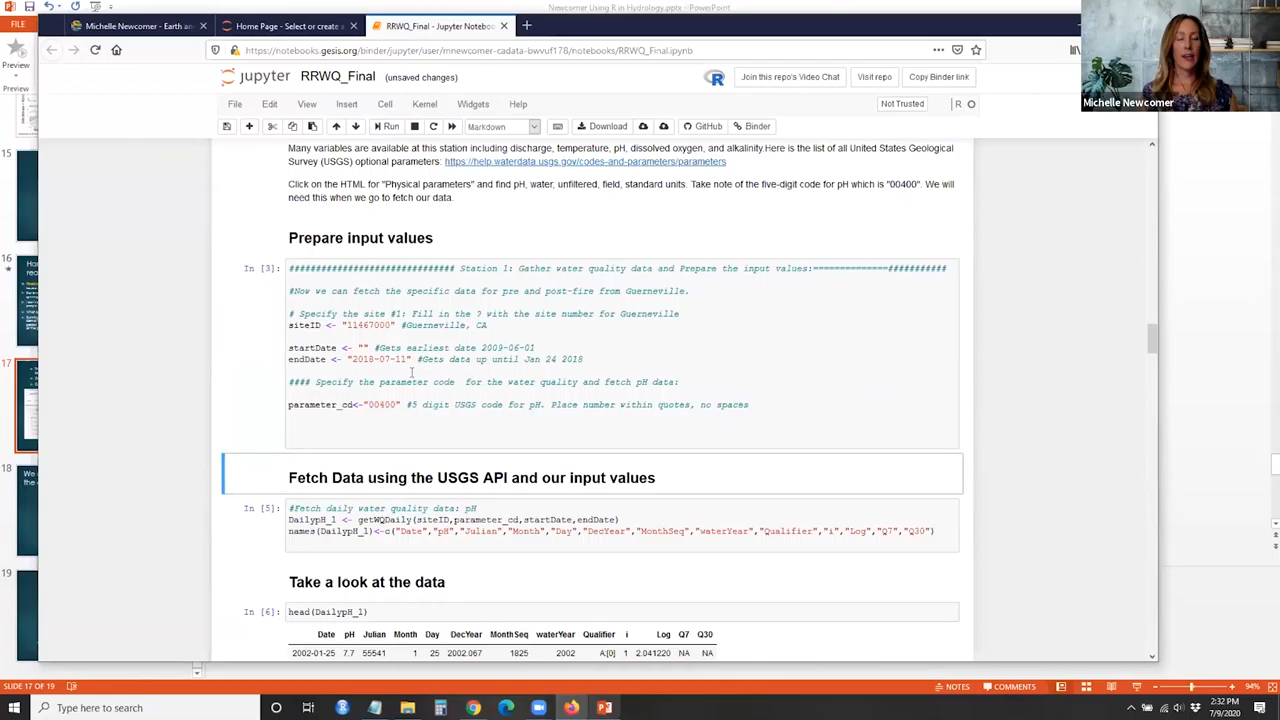 Newcomer Using R in Hydrology.pptx - PowerPoint
FILE
Michelle Newcomer - Earth an
Home Page - Select or create a
RRWQ_Final - Jupyter Notebook
https://notebooks.gesis.org/binder/jupyter/user/mnewcomer-cadata-bwvuf178/notebooks/RRWQ_Final.ipynb
Preview
jupyter RRWQ_Final (unsaved changes)
Join this repo's Video Chat
Visit repo
Copy Binder link
Michelle Newcomer
File Edit View Insert Cell Kernel Widgets Help
Not Trusted
R
Run
Markdown
Download
GitHub
Binder
Many variables are available at this station including discharge, temperature, pH, dissolved oxygen, and alkalinity.Here is the list of all United States Geological
Survey (USGS) optional parameters: https://help.waterdata.usgs.gov/codes-and-parameters/parameters
Click on the HTML for "Physical parameters" and find pH, water, unfiltered, field, standard units. Take note of the five-digit code for pH which is "00400". We will
need this when we go to fetch our data.
Prepare input values
In [3]: ############################### Station 1: Gather water quality data and Prepare the input values:==============###########
#Now we can fetch the specific data for pre and post-fire from Guerneville.
# Specify the site #1: Fill in the ? with the site number for Guerneville
siteID <- "11467000" #Guerneville, CA
startDate <- "" #Gets earliest date 2009-06-01
endDate <- "2018-07-11" #Gets data up until Jan 24 2018
#### Specify the parameter code  for the water quality and fetch pH data:
parameter_cd<-"00400" #5 digit USGS code for pH. Place number within quotes, no spaces
Fetch Data using the USGS API and our input values
In [5]: #Fetch daily water quality data: pH
DailypH_1 <- getWQDaily(siteID,parameter_cd,startDate,endDate)
names(DailypH_1)<-c("Date","pH","Julian","Month","Day","DecYear","MonthSeq","waterYear","Qualifier","i","Log","Q7","Q30")
Take a look at the data
In [6]: head(DailypH_1)
Date pH Julian Month Day DecYear MonthSeq waterYear Qualifier i Log Q7 Q30
2002-01-25 7.7 55541 1 25 2002.067 1825 2002 A:[0] 1 2.041220 NA NA
15
16
17
18
19
SLIDE 17 OF 19
NOTES
COMMENTS
94%
Type here to search
2:32 PM
7/9/2020